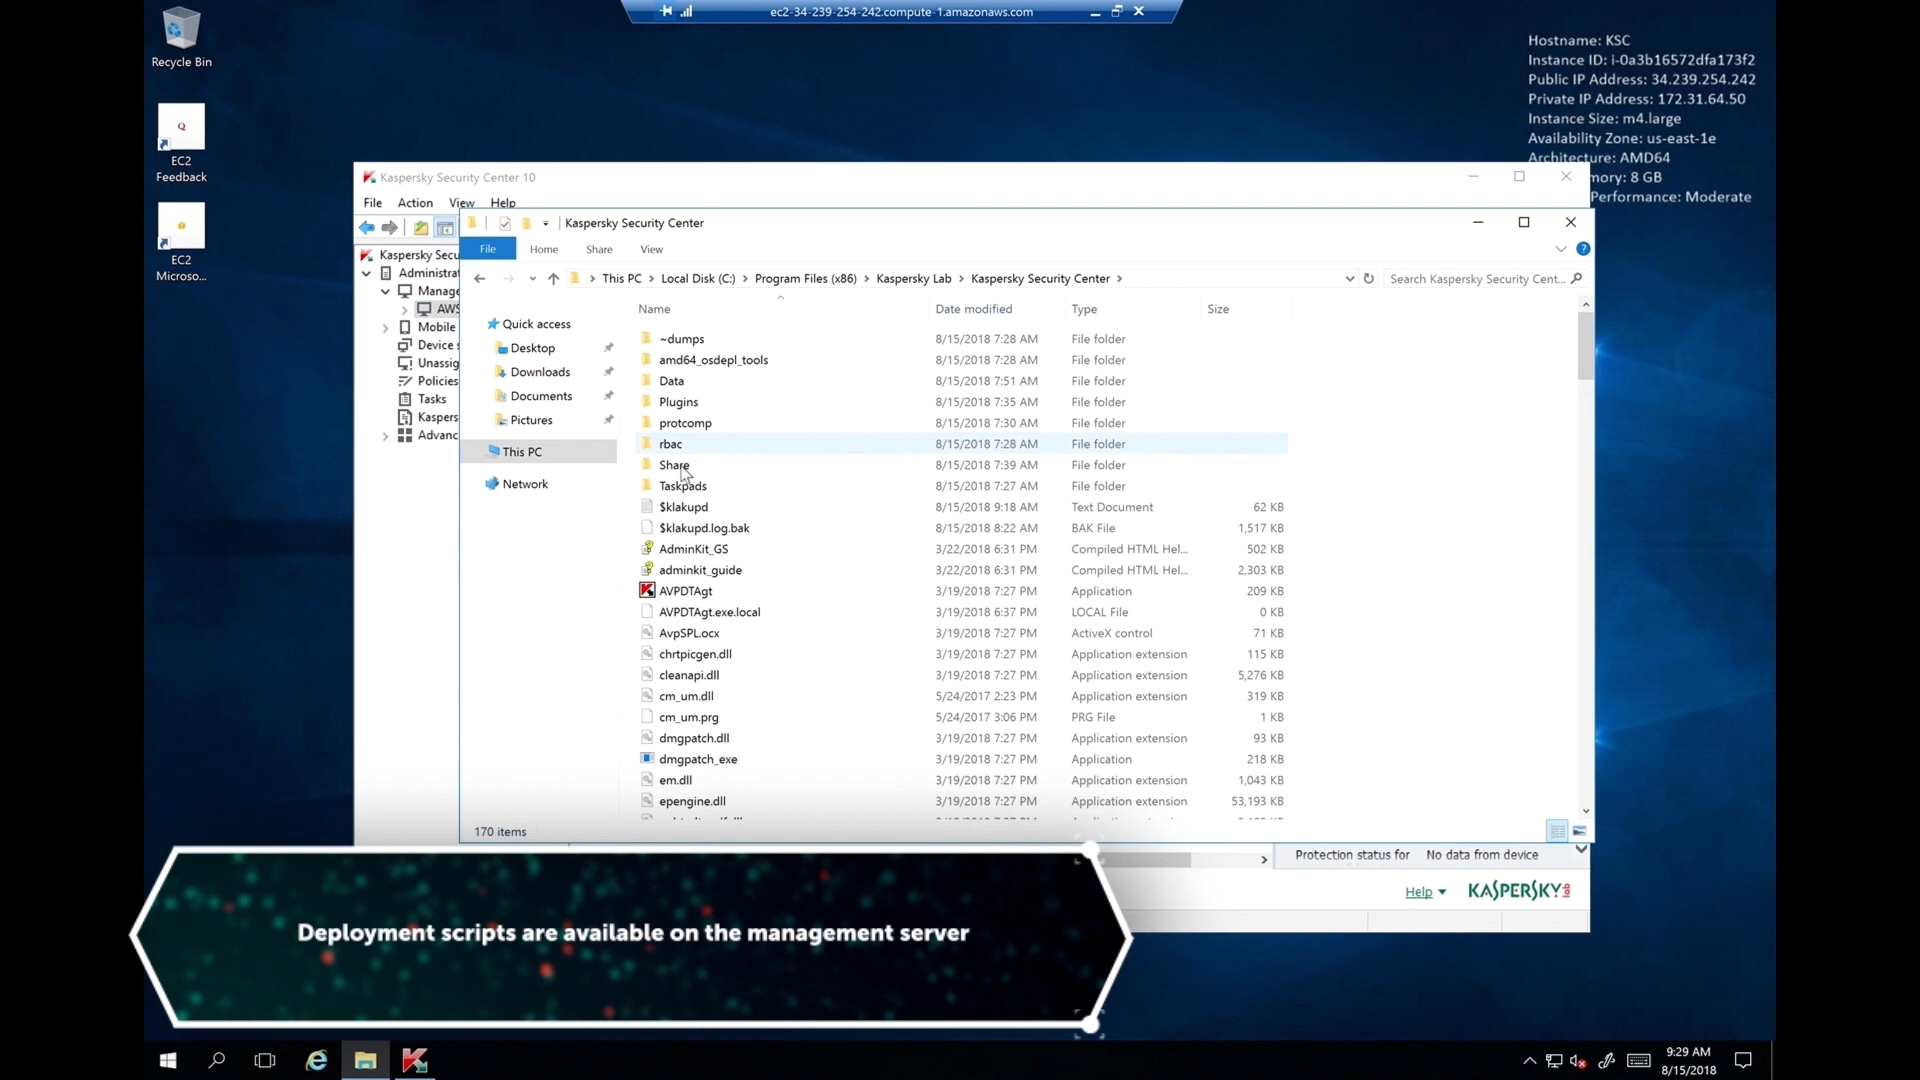 ec2-34-239-254-242.compute-1.amazonaws.com
Recycle Bin
EC2
Feedback
EC2
Microso...
Hostname: KSC
Instance ID: i-0a3b16572dfa173f2
Public IP Address: 34.239.254.242
Private IP Address: 172.31.64.50
Instance Size: m4.large
Availability Zone: us-east-1e
Architecture: AMD64
mory: 8 GB
Performance: Moderate
Kaspersky Security Center 10
File Action View Help
Kaspersky Secu
Administra
Manage
AWS
Mobile
Device s
Unassig
Policies
Tasks
Kaspers
Advanc
Kaspersky Security Center
File Home Share View
This PC Local Disk (C:) Program Files (x86) Kaspersky Lab Kaspersky Security Center
Search Kaspersky Security Cent...
Quick access
Desktop
Downloads
Documents
Pictures
This PC
Network
Name Date modified Type Size
~dumps 8/15/2018 7:28 AM File folder
amd64_osdepl_tools 8/15/2018 7:28 AM File folder
Data 8/15/2018 7:51 AM File folder
Plugins 8/15/2018 7:35 AM File folder
protcomp 8/15/2018 7:30 AM File folder
rbac 8/15/2018 7:28 AM File folder
Share 8/15/2018 7:39 AM File folder
Taskpads 8/15/2018 7:27 AM File folder
$klakupd 8/15/2018 9:18 AM Text Document 62 KB
$klakupd.log.bak 8/15/2018 8:22 AM BAK File 1,517 KB
AdminKit_GS 3/22/2018 6:31 PM Compiled HTML Hel... 502 KB
adminkit_guide 3/22/2018 6:31 PM Compiled HTML Hel... 2,303 KB
AVPDTAgt 3/19/2018 7:27 PM Application 209 KB
AVPDTAgt.exe.local 3/19/2018 6:37 PM LOCAL File 0 KB
AvpSPL.ocx 3/19/2018 7:27 PM ActiveX control 71 KB
chrtpicgen.dll 3/19/2018 7:27 PM Application extension 115 KB
cleanapi.dll 3/19/2018 7:27 PM Application extension 5,276 KB
cm_um.dll 5/24/2017 2:23 PM Application extension 319 KB
cm_um.prg 5/24/2017 3:06 PM PRG File 1 KB
dmgpatch.dll 3/19/2018 7:27 PM Application extension 93 KB
dmgpatch_exe 3/19/2018 7:27 PM Application 218 KB
em.dll 3/19/2018 7:27 PM Application extension 1,043 KB
epengine.dll 3/19/2018 7:27 PM Application extension 53,193 KB
170 items
Protection status for No data from device
Help KASPERSKY lab
Deployment scripts are available on the management server
9:29 AM
8/15/2018